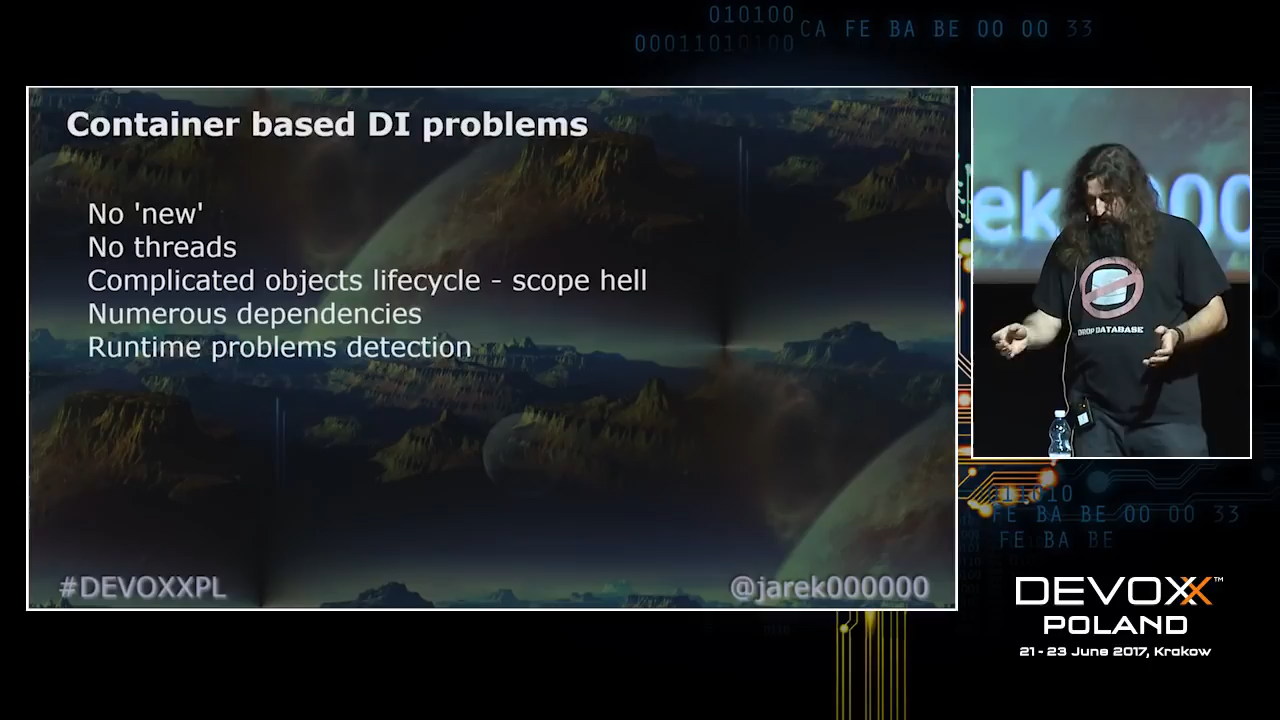 010100
00011010100
CA FE BA BE 00 00 33
Container based DI problems
No 'new'
No threads
Complicated objects lifecycle - scope hell
Numerous dependencies
Runtime problems detection
#DEVOXXPL
@jarek000000
DROP DATABASE
FE BA BE 00 00 33
FE BA BE
DEVOXX™
POLAND
21 - 23 June 2017, Krakow